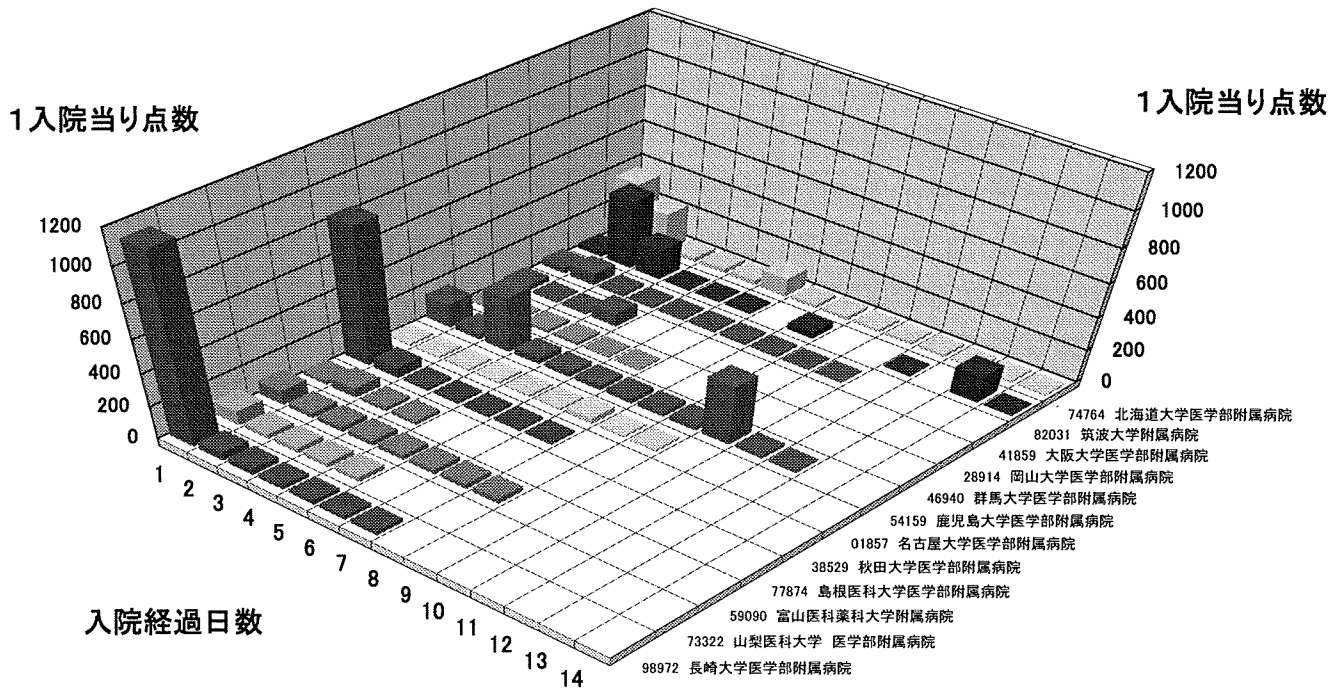 1入院当り点数
1入院当り点数
1200
1000
800
600
400
200
0
1200
1000
800
600
400
200
0
1
2
3
4
5
6
7
8
9
10
11
12
13
14
入院経過日数
74764 北海道大学医学部附属病院
82031 筑波大学附属病院
41859 大阪大学医学部附属病院
28914 岡山大学医学部附属病院
46940 群馬大学医学部附属病院
54159 鹿児島大学医学部附属病院
01857 名古屋大学医学部附属病院
38529 秋田大学医学部附属病院
77874 島根医科大学医学部附属病院
59090 富山医科薬科大学附属病院
73322 山梨医科大学 医学部附属病院
98972 長崎大学医学部附属病院